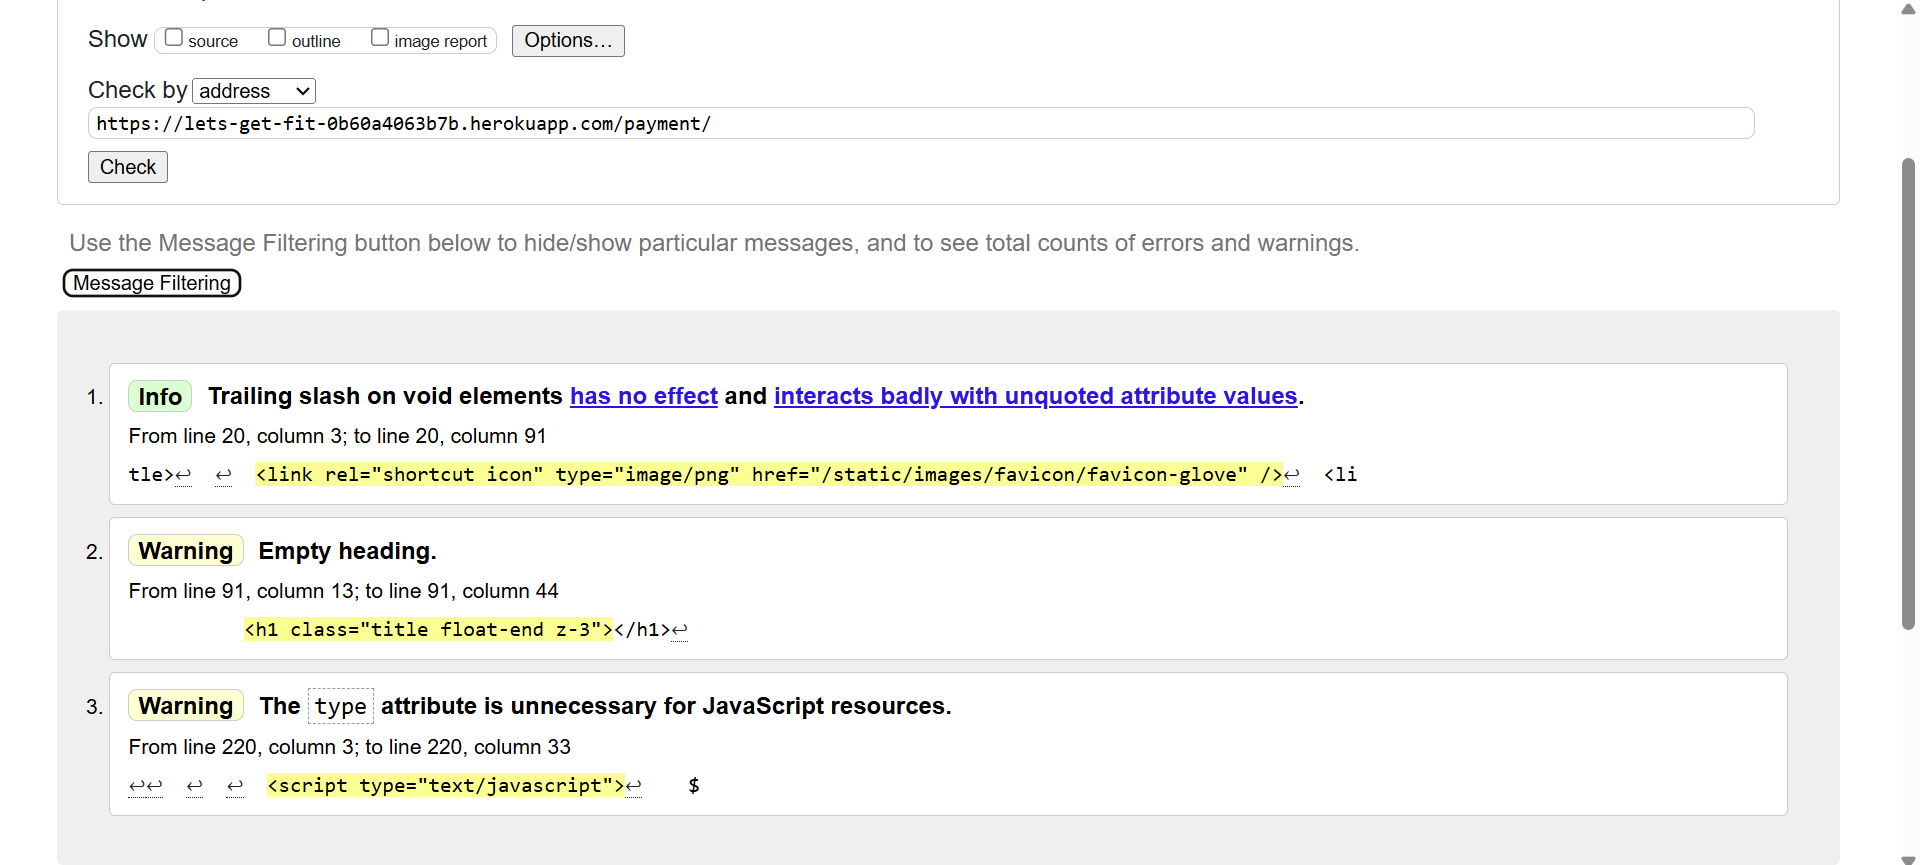 Show source outline image report Options...
Check by address
https://lets-get-fit-0b60a4063b7b.herokuapp.com/payment/
Check
Use the Message Filtering button below to hide/show particular messages, and to see total counts of errors and warnings.
Message Filtering
1. Info Trailing slash on void elements has no effect and interacts badly with unquoted attribute values.
From line 20, column 3; to line 20, column 91
tle>↩ ↩ <link rel="shortcut icon" type="image/png" href="/static/images/favicon/favicon-glove" />↩ <li
2. Warning Empty heading.
From line 91, column 13; to line 91, column 44
<h1 class="title float-end z-3"></h1>↩
3. Warning The type attribute is unnecessary for JavaScript resources.
From line 220, column 3; to line 220, column 33
↩↩ ↩ ↩ <script type="text/javascript">↩ $